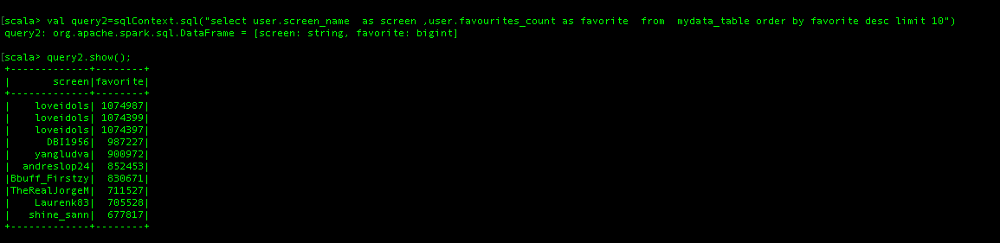 [scala> val query2=sqlContext.sql("select user.screen_name  as screen ,user.favourites_count as favorite  from  mydata_table order by favorite desc limit 10")
query2: org.apache.spark.sql.DataFrame = [screen: string, favorite: bigint]
[scala> query2.show();
+-------------+--------+
|       screen|favorite|
+-------------+--------+
|    loveidols| 1074987|
|    loveidols| 1074399|
|    loveidols| 1074397|
|      DBI1956|  987227|
|    yangludva|  900972|
|  andreslop24|  852453|
|Bbuff_Firstzy|  830671|
|TheRealJorgeM|  711527|
|    Laurenk83|  705528|
|   shine_sann|  677817|
+-------------+--------+